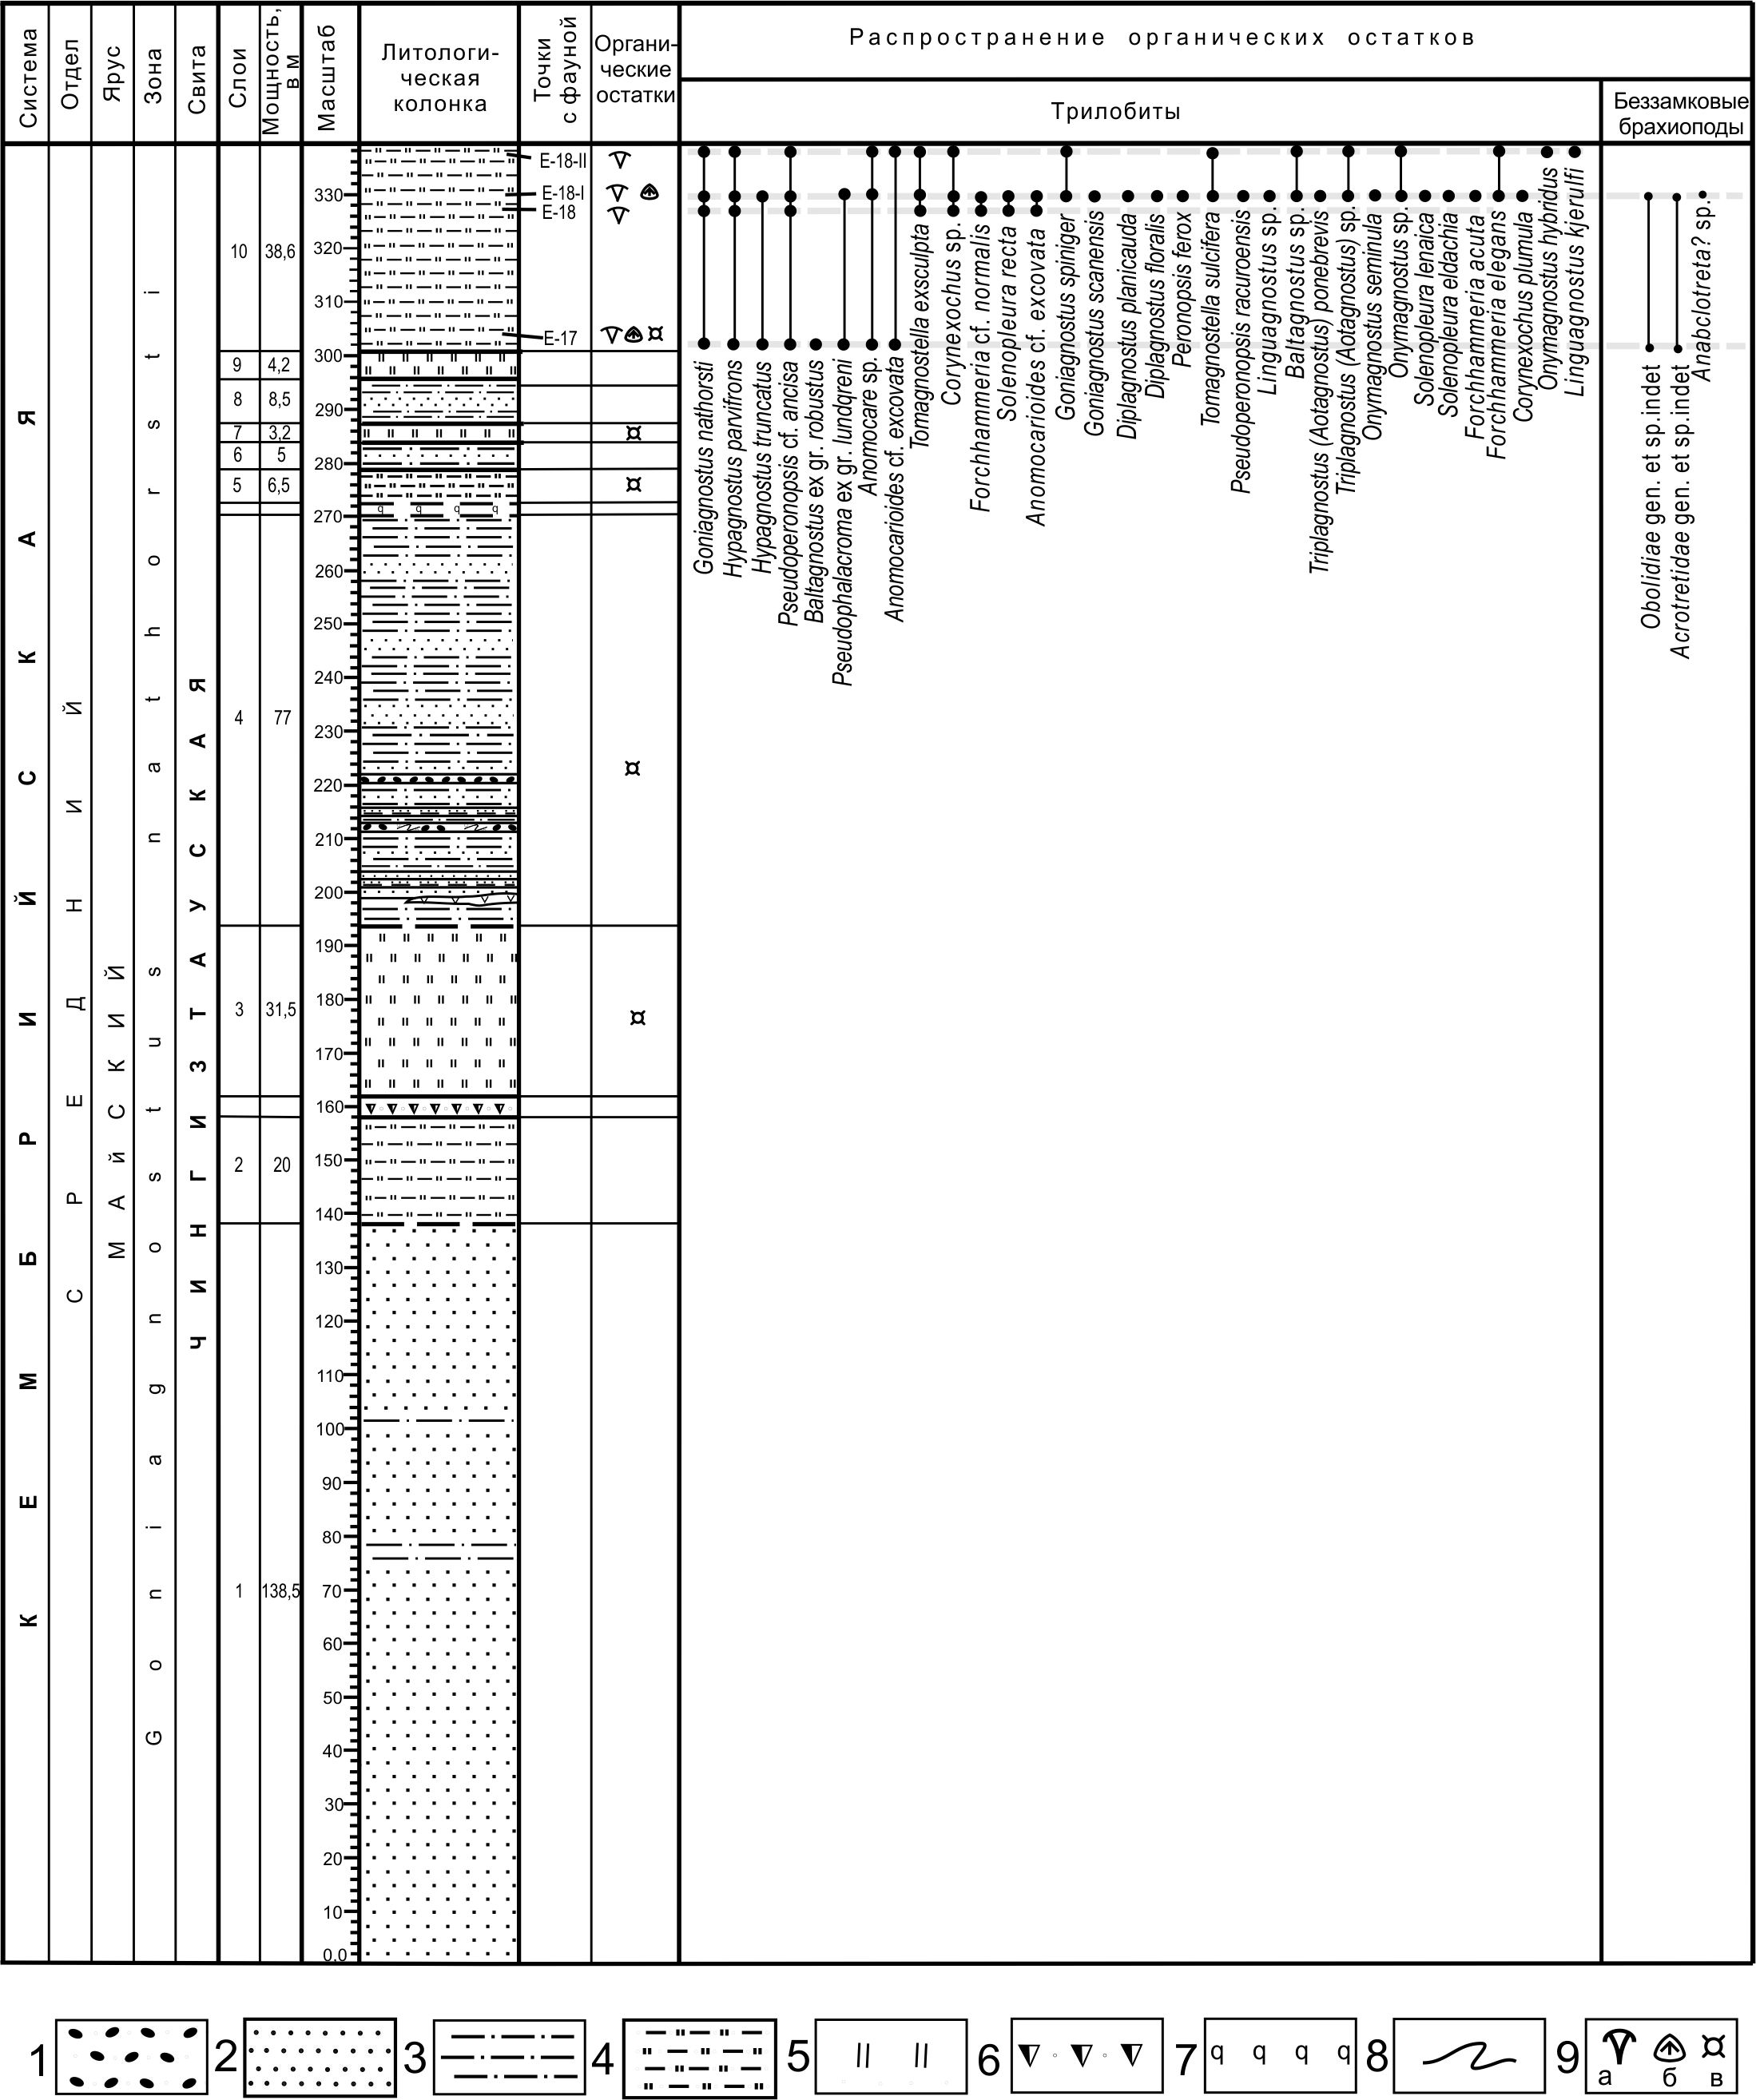 Система
Отдел
Ярус
Зона
Свита
Слои
Мощность,
в м
Масштаб
Литологи-
ческая
колонка
Точки
с фауной
Органи-
ческие
остатки
Распространение органических остатков
Трилобиты
Беззамковые
брахиоподы
КЕМБРИЙСКАЯ
СРЕДНИЙ
МАйСКИЙ
Goniagnostus nathorsti
ЧИНГИЗТАУСКАЯ
10 38,6
9 4,2
8 8,5
7 3,2
6 5
5 6,5
4 77
3 31,5
2 20
1 138,5
330
320
310
300
290
280
270
260
250
240
230
220
210
200
190
180
170
160
150
140
130
120
110
100
90
80
70
60
50
40
30
20
10
0,0
q q q q
E-18-II
E-18-I
E-18
E-17
Goniagnostus nathorsti
Hypagnostus parvifrons
Hypagnostus truncatus
Pseudoperonopsis cf. ancisa
Baltagnostus ex gr. robustus
Pseudophalacroma ex gr. lundqreni
Anomocare sp.
Anomocarioides cf. excovata
Tomagnostella exsculpta
Corynexochus sp.
Forchhammeria cf. normalis
Solenopleura recta
Anomocarioides cf. excovata
Goniagnostus spiniger
Goniagnostus scanensis
Diplagnostus planicauda
Diplagnostus floralis
Peronopsis ferox
Tomagnostella sulcifera
Pseudoperonopsis racuroensis
Linguagnostus sp.
Baltagnostus sp.
Triplagnostus (Aotagnostus) ponebrevis
Triplagnostus (Aotagnostus) sp.
Onymagnostus seminula
Onymagnostus sp.
Solenopleura lenaica
Solenopleura eldachia
Forchhammeria acuta
Forchhammeria elegans
Corynexochus plumula
Onymagnostus hybridus
Linguagnostus kjerulfi
Obolidiae gen. et sp.indet
Acrotretidae gen. et sp.indet
Anabclotreta? sp.
1 2 3 4 5 6 7 q q q q 8 9 а б в